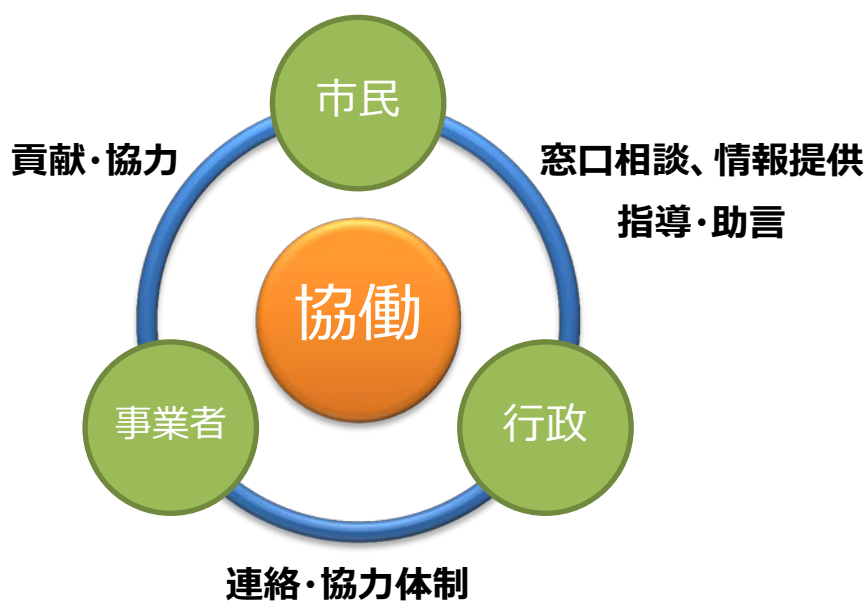 市民
貢献・協力
窓口相談、情報提供
指導・助言
協働
事業者
行政
連絡・協力体制